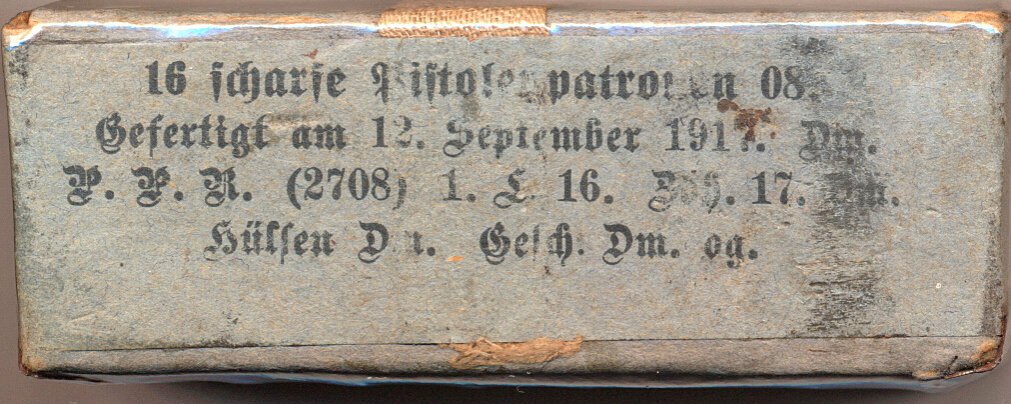 16 scharfe Pistolenpatronen 08.
Gefertigt am 12. September 1917. Dm.
P. P. N. (2708) 1. L. 16. Zdh. 17. Dm.
Hülsen Dm. Gesch. Dm. og.